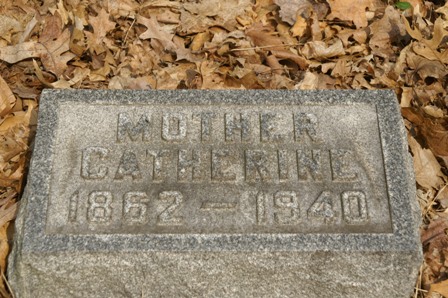 MOTHER
CATHERINE
1862 — 1940